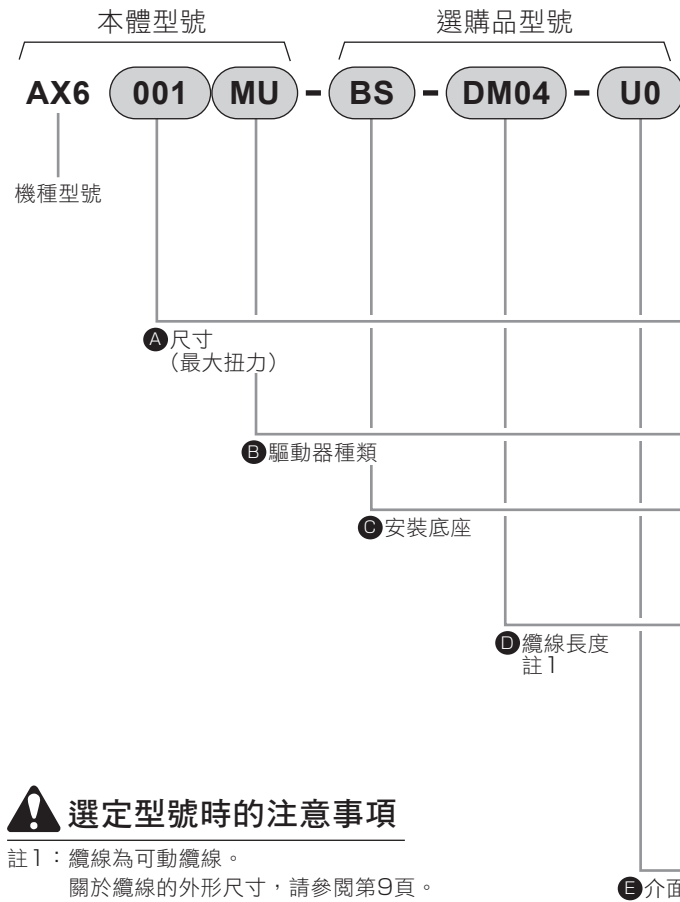 本體型號 選購品型號
AX6 001 MU - BS - DM04 - U0
機種型號
A尺寸
(最大扭力)
B驅動器種類
C安裝底座
D纜線長度
註1
選定型號時的注意事項
註1:纜線為可動纜線。
關於纜線的外形尺寸,請參閱第9頁。
E介面